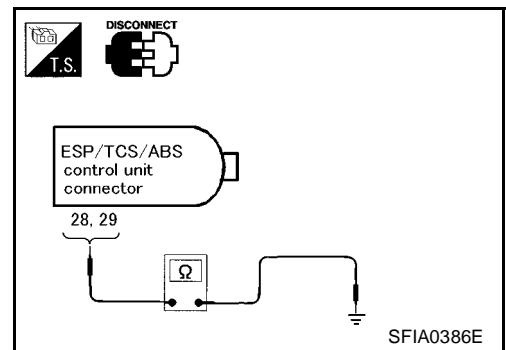 DISCONNECT
T.S.
ESP/TCS/ABS
control unit
connector
28, 29
Ω
SFIA0386E